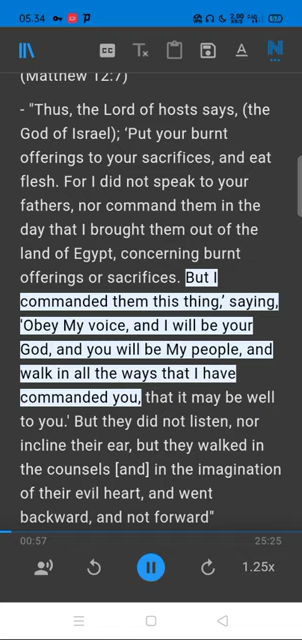 05.34
CC
A
N
(Matthew 12:7)
- "Thus, the Lord of hosts says, (the
God of Israel); 'Put your burnt
offerings to your sacrifices, and eat
flesh. For I did not speak to your
fathers, nor command them in the
day that I brought them out of the
land of Egypt, concerning burnt
offerings or sacrifices. But I
commanded them this thing,' saying,
'Obey My voice, and I will be your
God, and you will be My people, and
walk in all the ways that I have
commanded you, that it may be well
to you.' But they did not listen, nor
incline their ear, but they walked in
the counsels [and] in the imagination
of their evil heart, and went
backward, and not forward"
00:57 25:25
1.25x